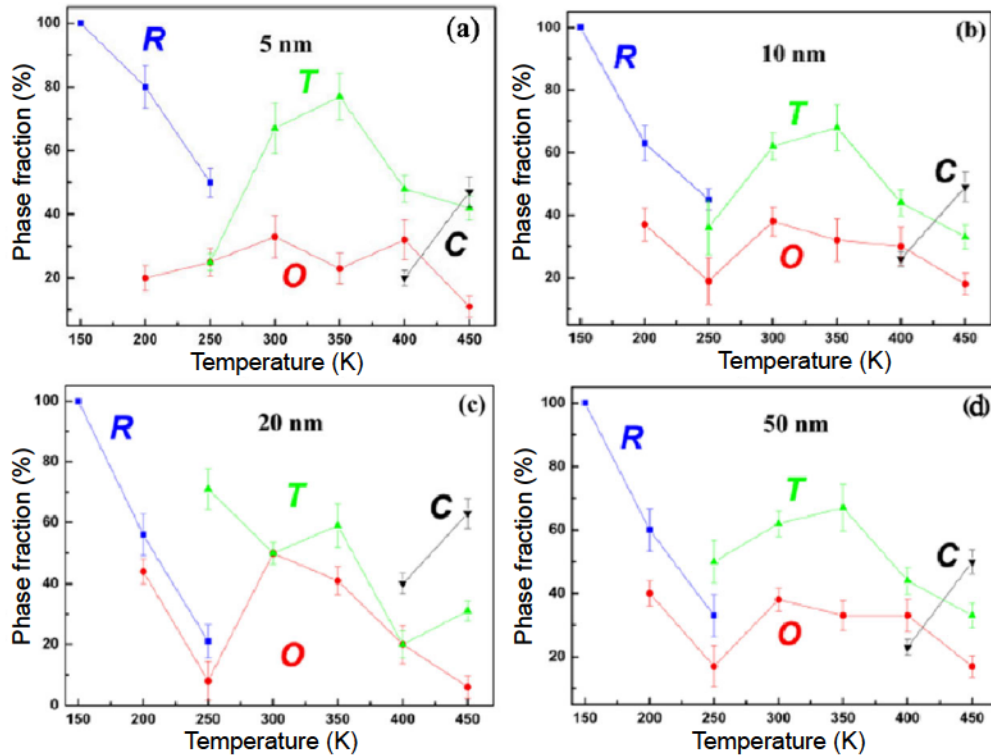 (a)
5 nm
R
T
C
O
Phase fraction (%)
100
80
60
40
20
150 200 250 300 350 400 450
Temperature (K)
(b)
10 nm
R
T
C
O
Phase fraction (%)
100
80
60
40
20
150 200 250 300 350 400 450
Temperature (K)
(c)
20 nm
R
T
C
O
Phase fraction (%)
100
80
60
40
20
0
150 200 250 300 350 400 450
Temperature (K)
(d)
50 nm
R
T
C
O
Phase fraction (%)
100
80
60
40
20
150 200 250 300 350 400 450
Temperature (K)